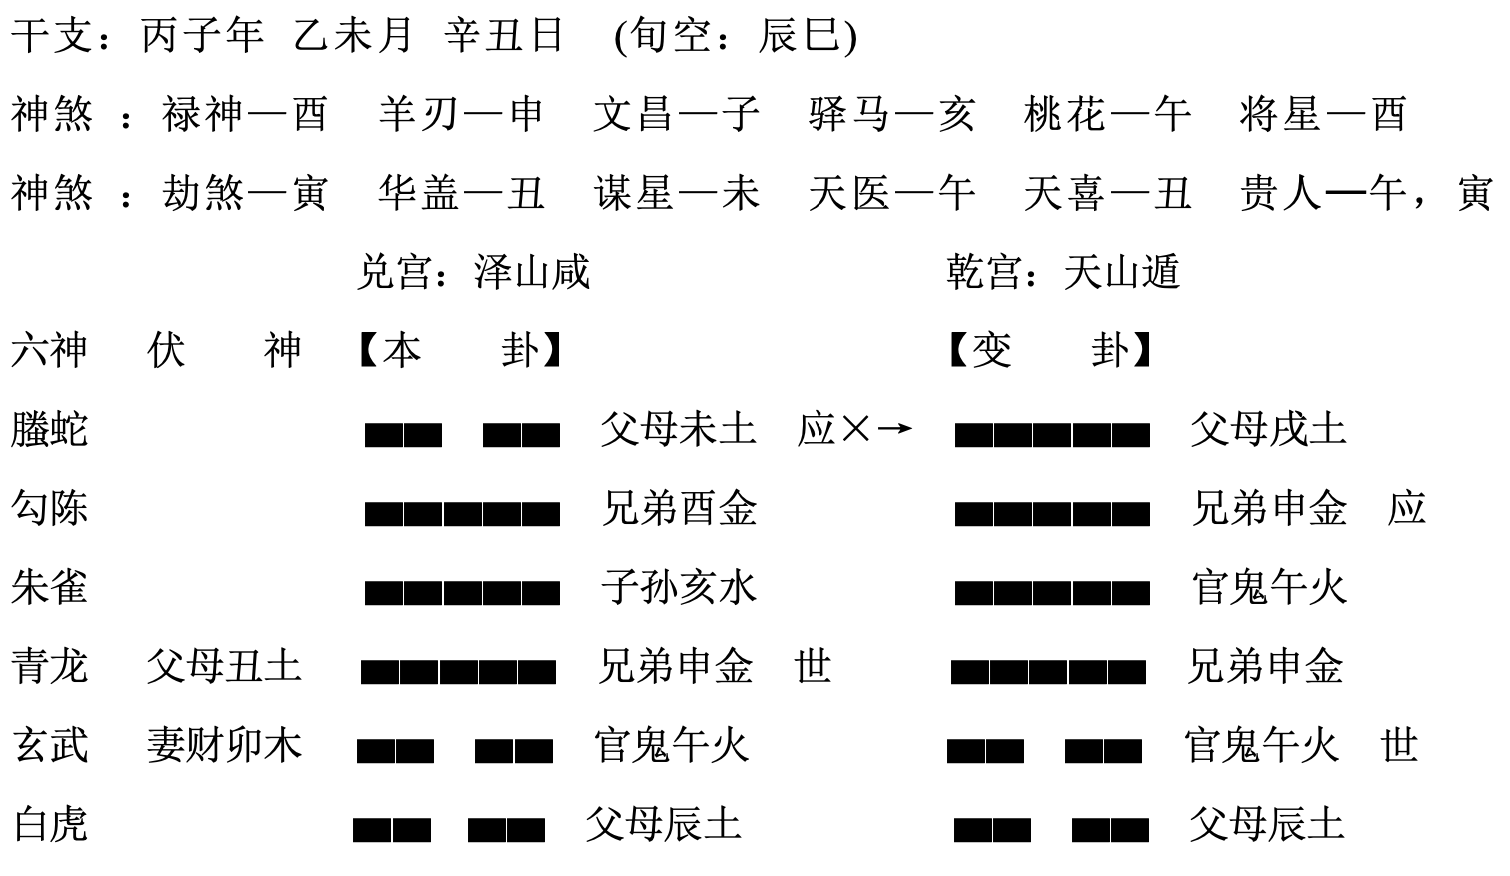 干支：丙子年 乙未月 辛丑日 (旬空：辰巳)
神煞 ：禄神—酉 羊刃—申 文昌—子 驿马—亥 桃花—午 将星—酉
神煞 ：劫煞—寅 华盖—丑 谋星—未 天医—午 天喜—丑 贵人—午，寅
兑宫：泽山咸 乾宫：天山遁
六神 伏 神 【本 卦】 【变 卦】
螣蛇 父母未土 应×→ 父母戌土
勾陈 兄弟酉金 兄弟申金 应
朱雀 子孙亥水 官鬼午火
青龙 父母丑土 兄弟申金 世 兄弟申金
玄武 妻财卯木 官鬼午火 官鬼午火 世
白虎 父母辰土 父母辰土